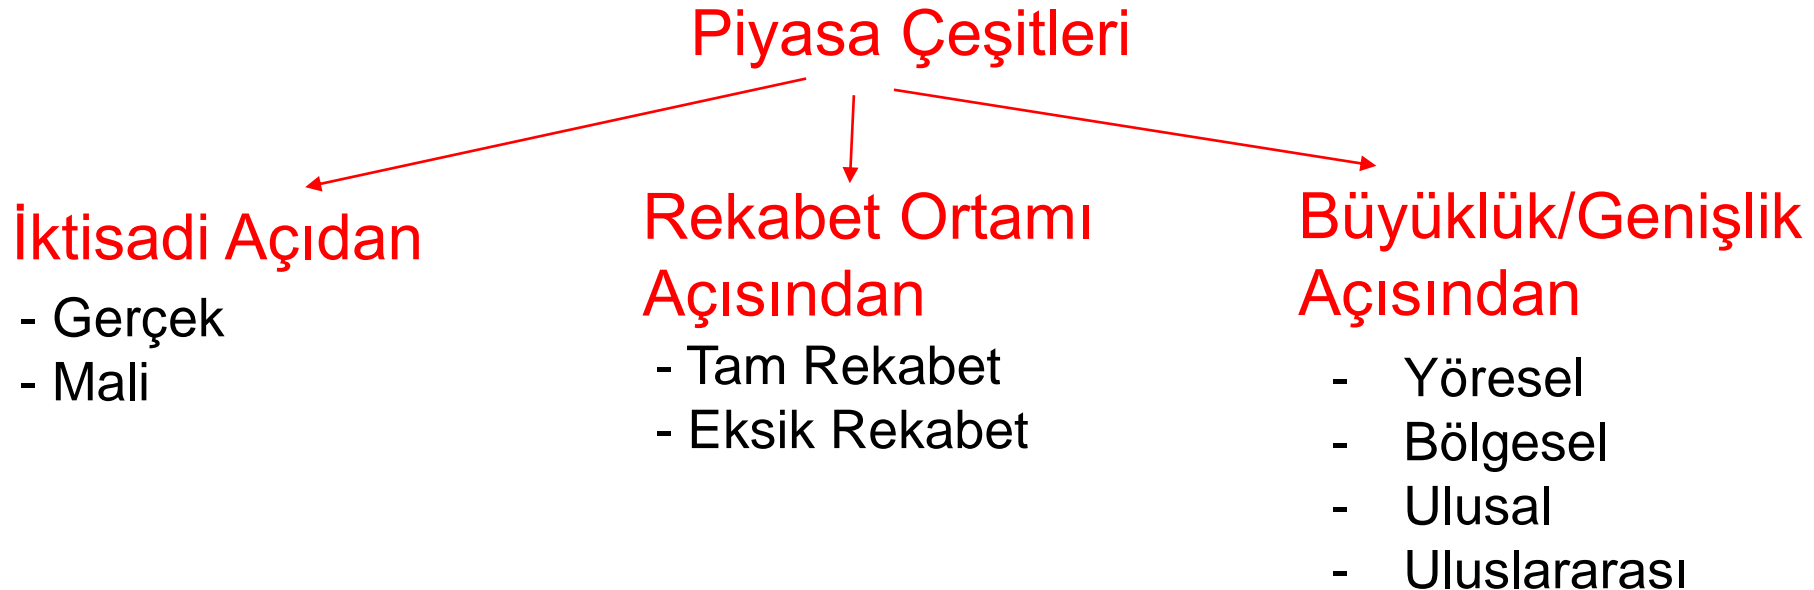 Piyasa Çeşitleri
İktisadi Açıdan
- Gerçek
- Mali
Rekabet Ortamı
Açısından
- Tam Rekabet
- Eksik Rekabet
Büyüklük/Genişlik
Açısından
- Yöresel
- Bölgesel
- Ulusal
- Uluslararası